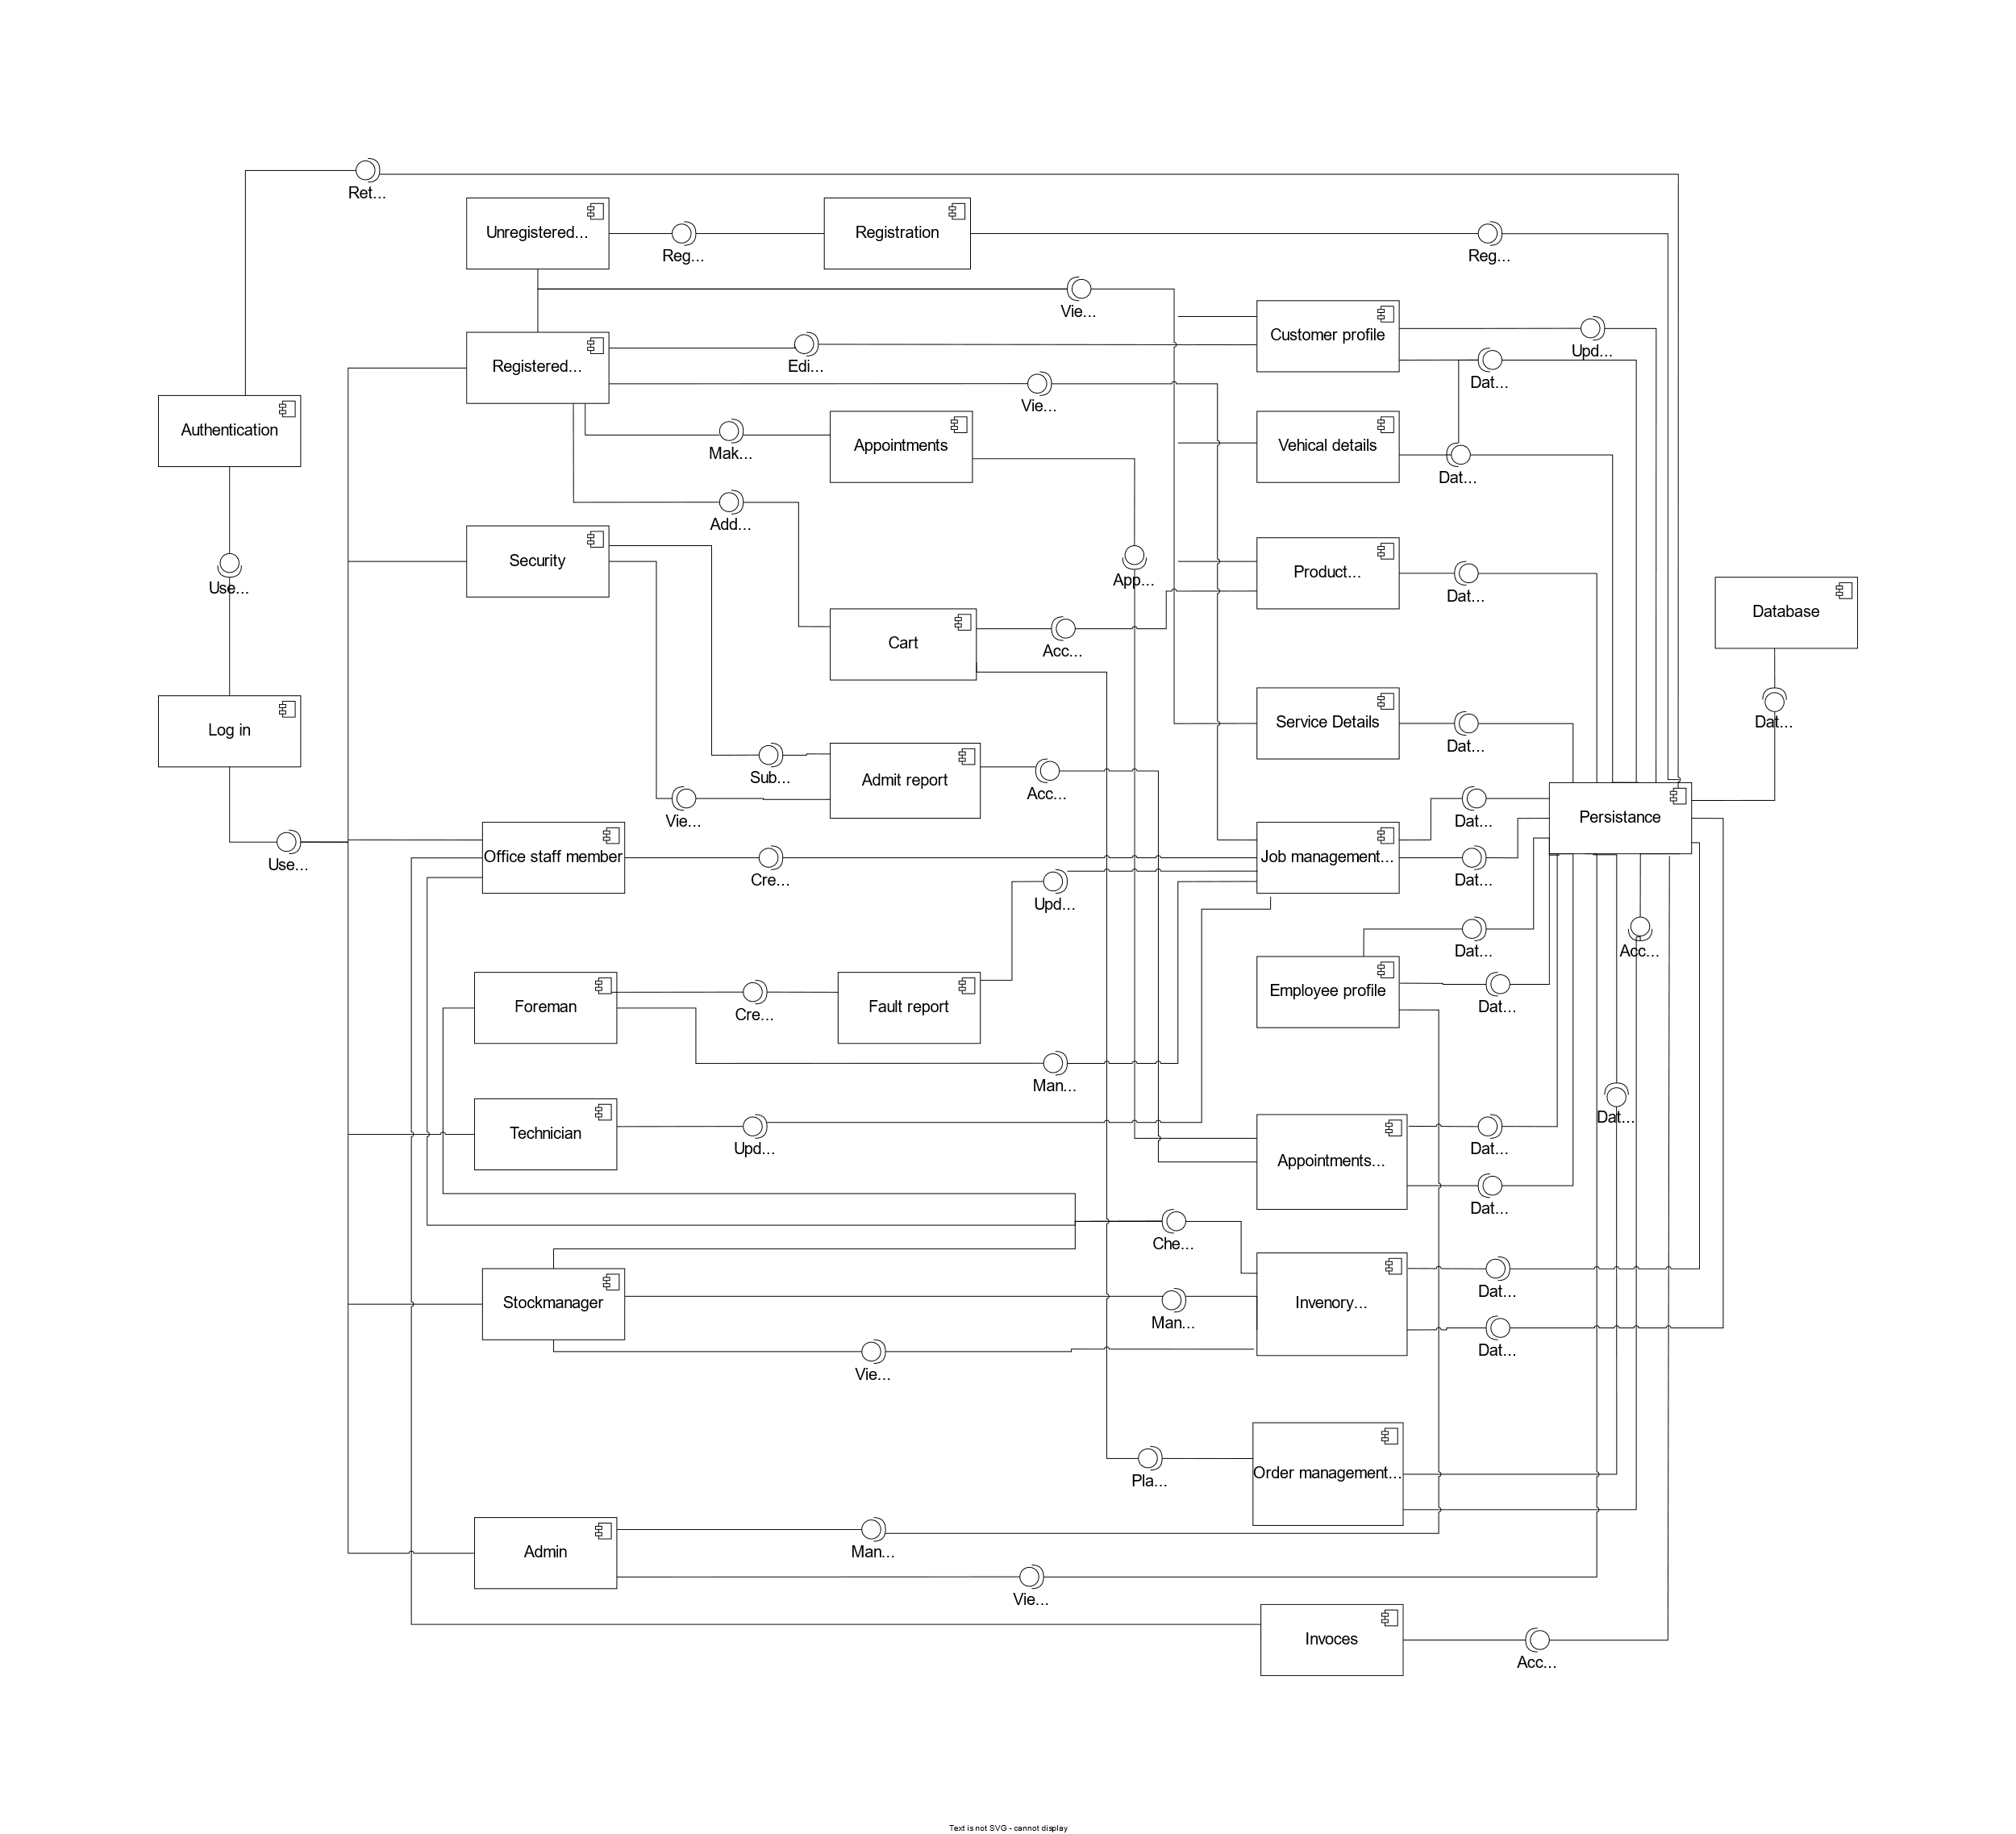 Ret...
Unregistered...
Reg...
Registration
Reg...
Vie...
Registered...
Edi...
Customer profile
Upd...
Vie...
Dat...
Authentication
Mak...
Appointments
Vehical details
Dat...
Add...
Use...
Security
App...
Product...
Dat...
Database
Cart
Acc...
Log in
Service Details
Dat...
Dat...
Sub...
Admit report
Acc...
Vie...
Dat...
Persistance
Use...
Office staff member
Cre...
Job management...
Dat...
Upd...
Dat...
Acc...
Foreman
Cre...
Fault report
Employee profile
Dat...
Man...
Technician
Upd...
Dat...
Dat...
Appointments...
Dat...
Che...
Stockmanager
Man...
Invenory...
Dat...
Vie...
Dat...
Pla...
Order management...
Admin
Man...
Vie...
Invoces
Acc...
Text is not SVG - cannot display